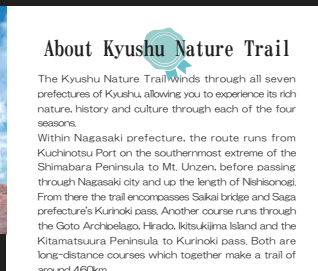 About Kyushu Nature Trail
The Kyushu Nature Trail winds through all seven
prefectures of Kyushu, allowing you to experience its rich
nature, history and culture through each of the four
seasons.
Within Nagasaki prefecture, the route runs from
Kuchinotsu Port on the southernmost extreme of the
Shimabara Peninsula to Mt. Unzen, before passing
through Nagasaki city and up the length of Nishisonogi.
From there the trail encompasses Saikai bridge and Saga
prefecture's Kurinoki pass. Another course runs through
the Goto Archipelago, Hirado, Ikitsukijima Island and the
Kitamatsuura Peninsula to Kurinoki pass. Both are
long-distance courses which together make a trail of
around 460km.